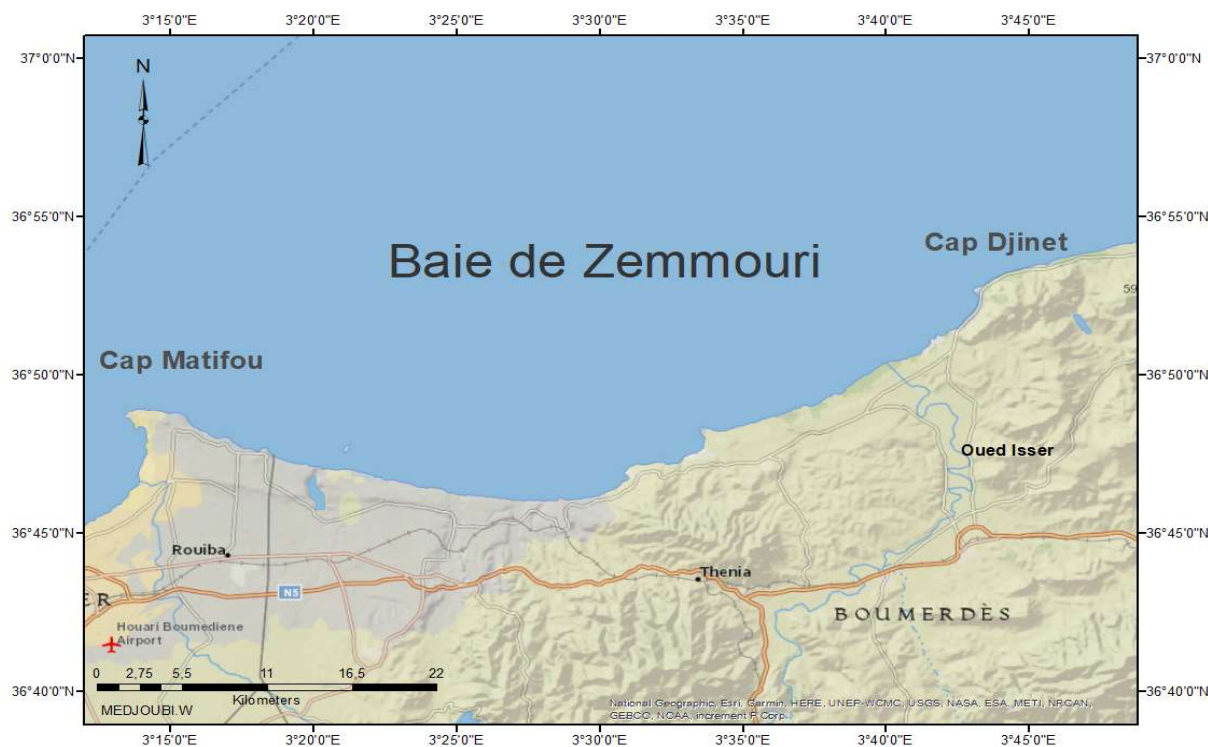 3°15'0"E 3°20'0"E 3°25'0"E 3°30'0"E 3°35'0"E 3°40'0"E 3°45'0"E
37°0'0"N 37°0'0"N
N
36°55'0"N 36°55'0"N
Cap Djinet
Baie de Zemmouri
59
Cap Matifou
36°50'0"N 36°50'0"N
Oued Isser
36°45'0"N 36°45'0"N
Rouiba
Thenia
N5
ER
BOUMERDÈS
Houari Boumediene
Airport
0 2,75 5,5 11 16,5 22
36°40'0"N 36°40'0"N
Kilometers
MEDJOUBI.W
National Geographic, Esri, Garmin, HERE, UNEP-WCMC, USGS, NASA, ESA, METI, NRCAN,
GEBCO, NOAA, increment P Corp.
3°15'0"E 3°20'0"E 3°25'0"E 3°30'0"E 3°35'0"E 3°40'0"E 3°45'0"E